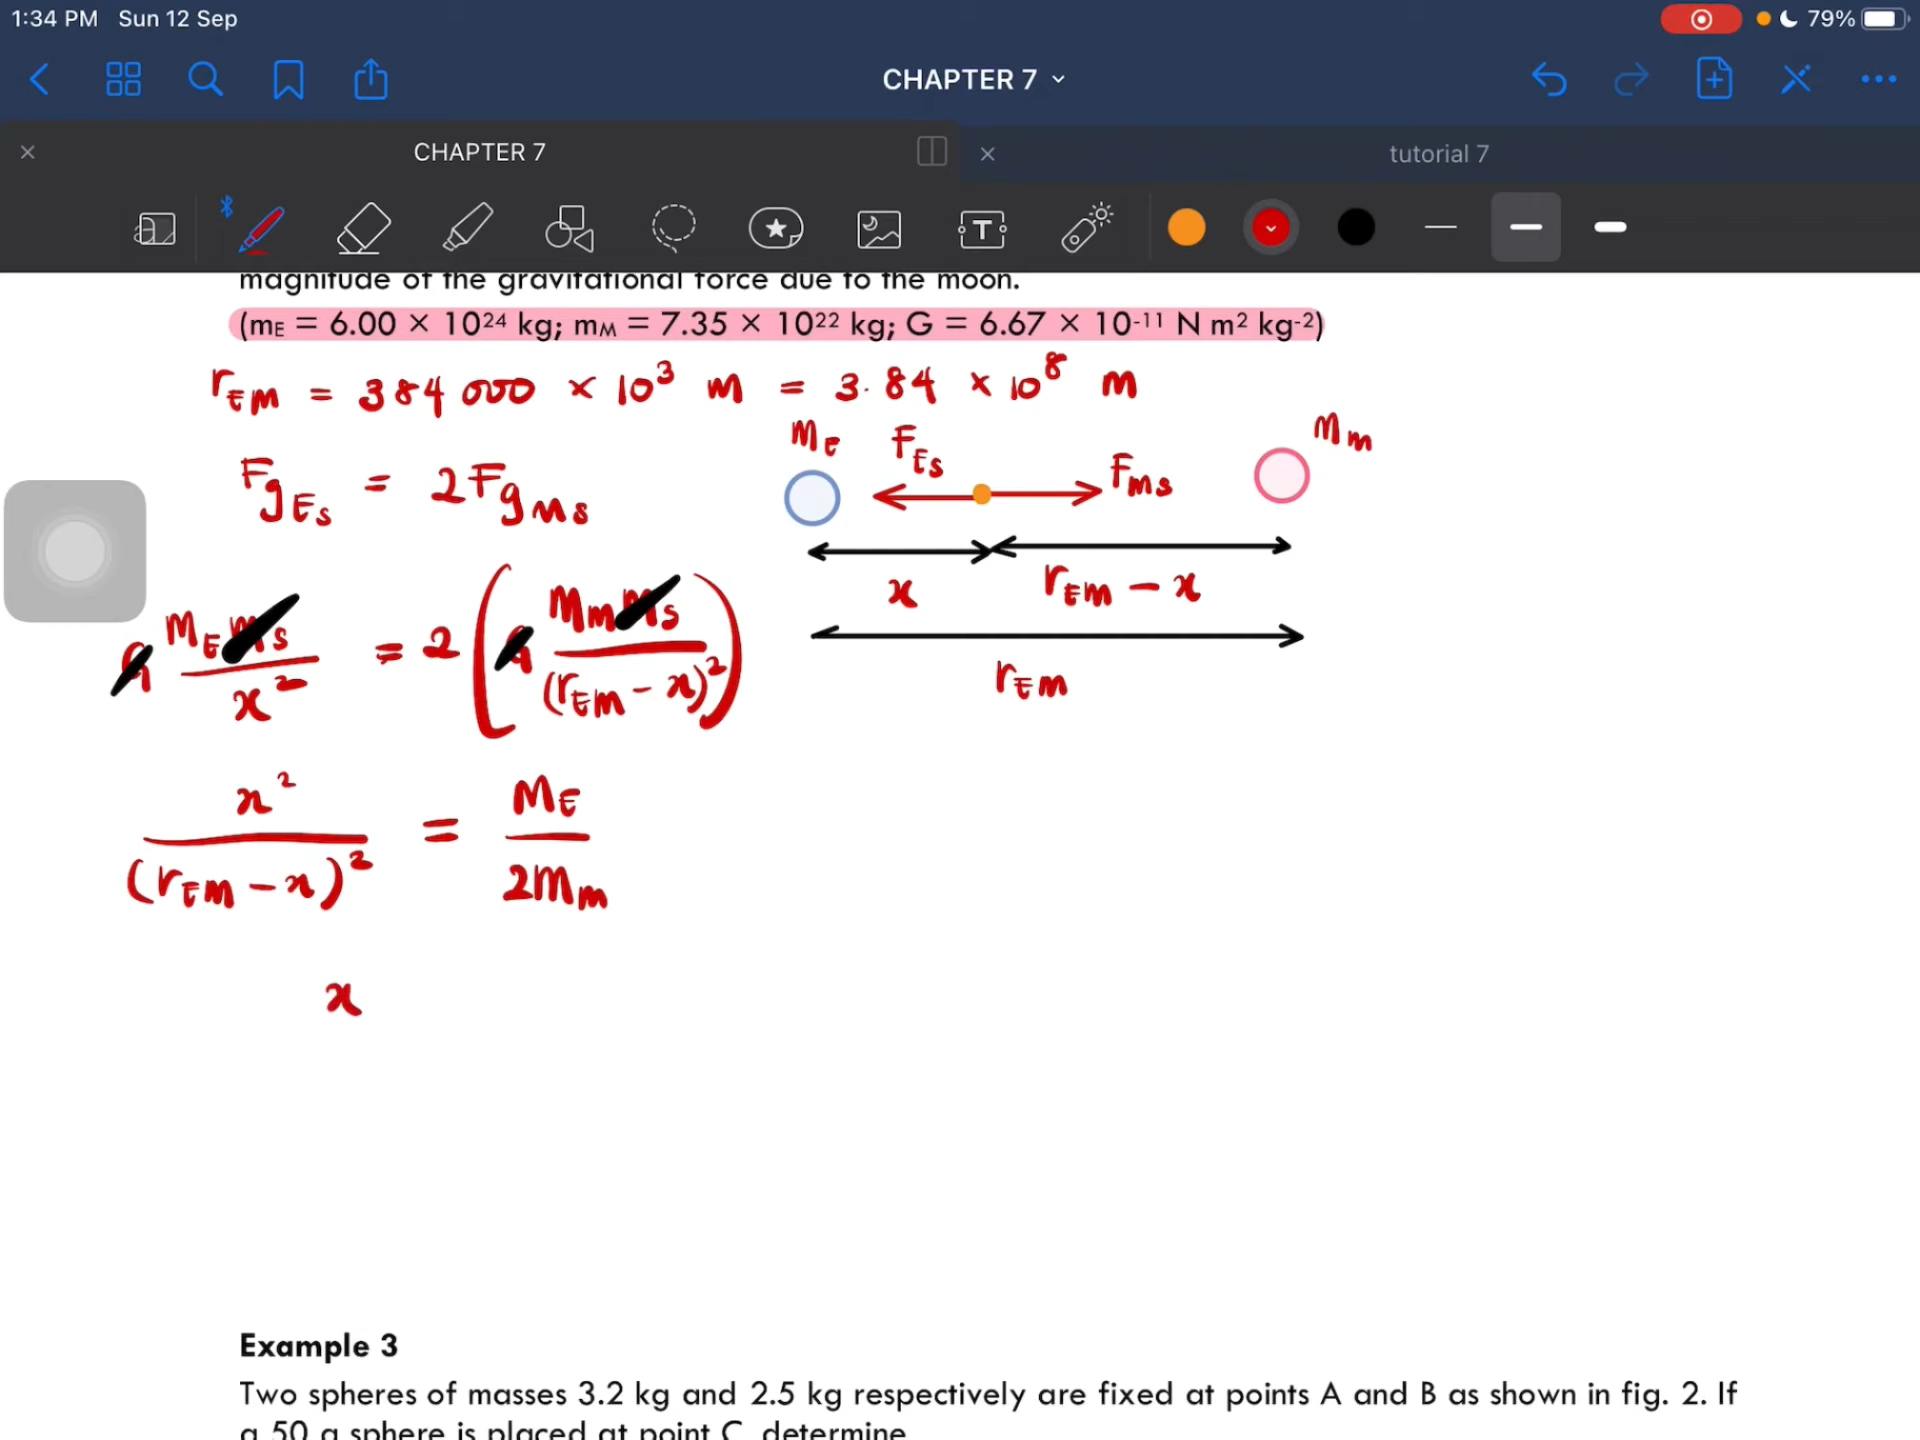 1:34 PM Sun 12 Sep 79%
CHAPTER 7
CHAPTER 7 tutorial 7
magnitude of the gravitational force due to the moon.
(mE = 6.00 × 10²⁴ kg; mM = 7.35 × 10²² kg; G = 6.67 × 10⁻¹¹ N m² kg⁻²)
rEM = 384 000 × 10³ m = 3.84 × 10⁸ m
ME FES FMS Mm
FgES = 2FgMS
x rEM − x
G MEMS / x² = 2 (G MmMS / (rEM − x)²)
rEM
x² / (rEM − x)² = ME / 2Mm
x
Example 3
Two spheres of masses 3.2 kg and 2.5 kg respectively are fixed at points A and B as shown in fig. 2. If
a 50 g sphere is placed at point C, determine